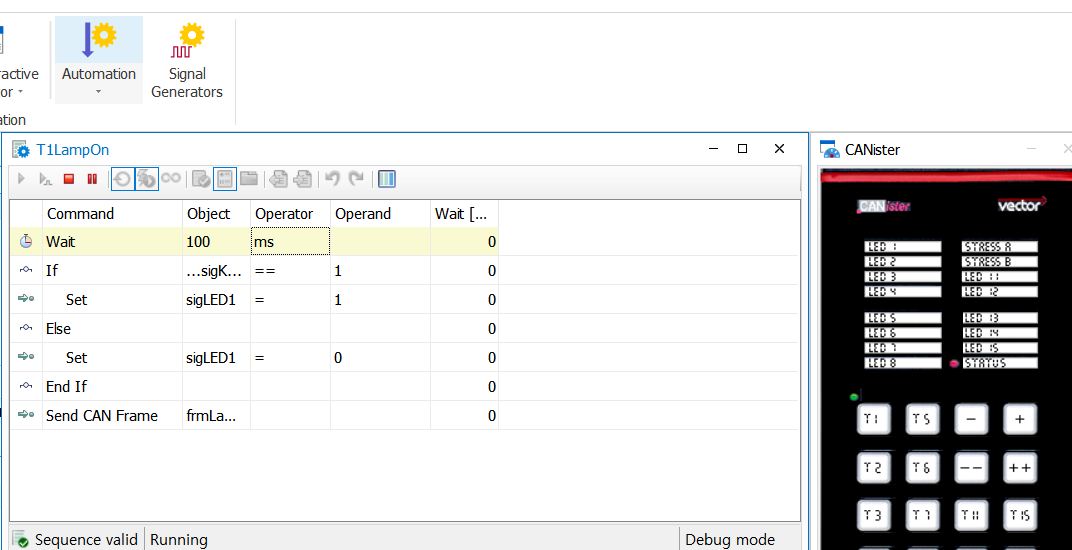 ractive
or
Automation
Signal
Generators
ation
T1LampOn
Command Object Operator Operand Wait [...
Wait 100 ms 0
If ...sigK... == 1 0
Set sigLED1 = 1 0
Else 0
Set sigLED1 = 0 0
End If 0
Send CAN Frame frmLa... 0
Sequence valid Running Debug mode
CANister
CANister vector
LED 1 STRESS A
LED 2 STRESS B
LED 3 LED 11
LED 4 LED 12
LED 5 LED 13
LED 6 LED 14
LED 7 LED 15
LED 8 STATUS
T1 T5 - +
T2 T6 -- ++
T3 T7 T11 T15